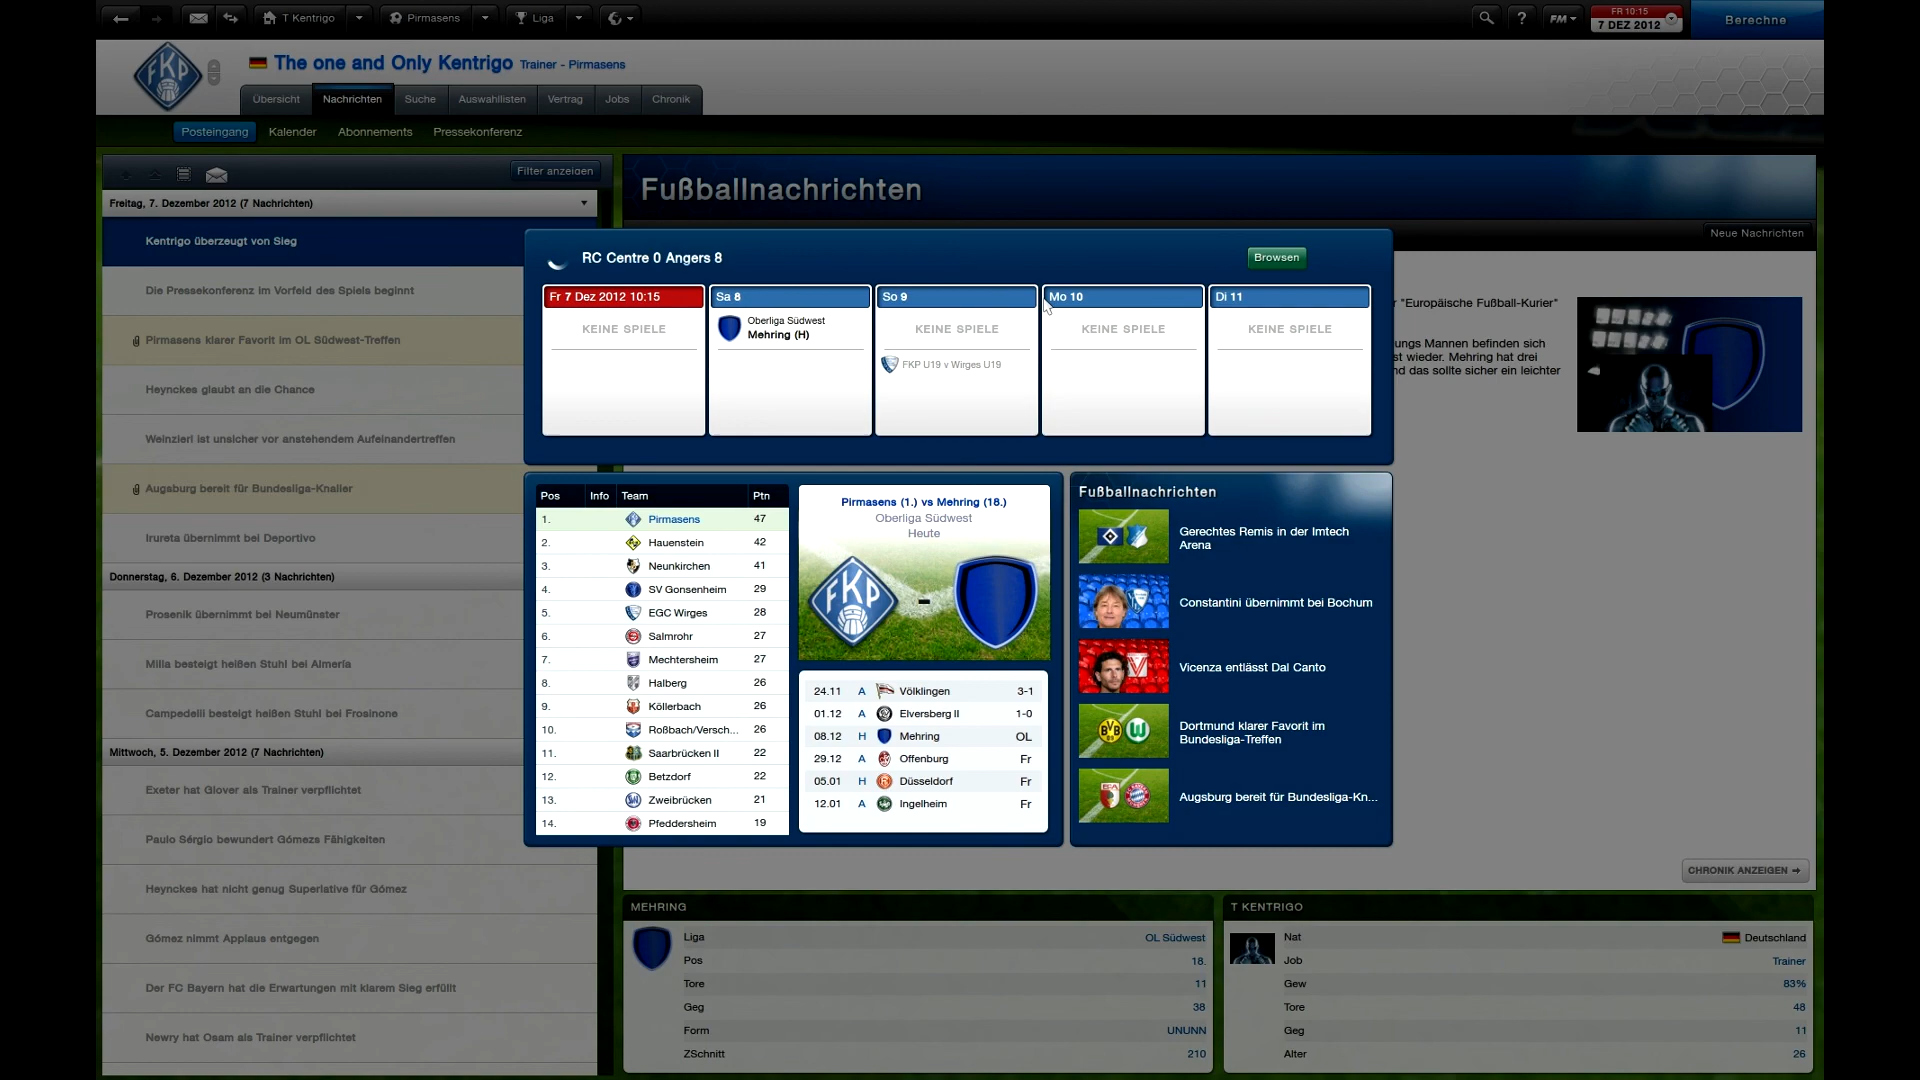 T Kentrigo
Pirmasens
Liga
FM
FR 10:15
7 DEZ 2012
Berechne
FKP
The one and Only Kentrigo Trainer - Pirmasens
Übersicht
Nachrichten
Suche
Auswahllisten
Vertrag
Jobs
Chronik
Posteingang
Kalender
Abonnements
Pressekonferenz
Filter anzeigen
Freitag, 7. Dezember 2012 (7 Nachrichten)
Kentrigo überzeugt von Sieg
Die Pressekonferenz im Vorfeld des Spiels beginnt
Pirmasens klarer Favorit im OL Südwest-Treffen
Heynckes glaubt an die Chance
Weinzierl ist unsicher vor anstehendem Aufeinandertreffen
Augsburg bereit für Bundesliga-Knaller
Irureta übernimmt bei Deportivo
Donnerstag, 6. Dezember 2012 (3 Nachrichten)
Prosenik übernimmt bei Neumünster
Milla besteigt heißen Stuhl bei Almería
Campedelli besteigt heißen Stuhl bei Frosinone
Mittwoch, 5. Dezember 2012 (7 Nachrichten)
Exeter hat Glover als Trainer verpflichtet
Paulo Sérgio bewundert Gómezs Fähigkeiten
Heynckes hat nicht genug Superlative für Gómez
Gómez nimmt Applaus entgegen
Der FC Bayern hat die Erwartungen mit klarem Sieg erfüllt
Newry hat Osam als Trainer verpflichtet
Fußballnachrichten
Neue Nachrichten
"Europäische Fußball-Kurier"
ungs Mannen befinden sich
st wieder. Mehring hat drei
nd das sollte sicher ein leichter
RC Centre 0 Angers 8
Browsen
Fr 7 Dez 2012 10:15
KEINE SPIELE
Sa 8
Oberliga Südwest
Mehring (H)
So 9
KEINE SPIELE
FKP U19 v Wirges U19
Mo 10
KEINE SPIELE
Di 11
KEINE SPIELE
Pos Info Team Ptn
1. Pirmasens 47
2. Hauenstein 42
3. Neunkirchen 41
4. SV Gonsenheim 29
5. EGC Wirges 28
6. Salmrohr 27
7. Mechtersheim 27
8. Halberg 26
9. Köllerbach 26
10. Roßbach/Versch... 26
11. Saarbrücken II 22
12. Betzdorf 22
13. Zweibrücken 21
14. Pfeddersheim 19
Pirmasens (1.) vs Mehring (18.)
Oberliga Südwest
Heute
FKP
-
24.11 A Völklingen 3-1
01.12 A Elversberg II 1-0
08.12 H Mehring OL
29.12 A Offenburg Fr
05.01 H Düsseldorf Fr
12.01 A Ingelheim Fr
Fußballnachrichten
Gerechtes Remis in der Imtech
Arena
Constantini übernimmt bei Bochum
Vicenza entlässt Dal Canto
BVB
09
Dortmund klarer Favorit im
Bundesliga-Treffen
Augsburg bereit für Bundesliga-Kn...
CHRONIK ANZEIGEN
MEHRING
Liga OL Südwest
Pos 18.
Tore 11
Geg 38
Form UNUNN
ZSchnitt 210
T KENTRIGO
Nat Deutschland
Job Trainer
Gew 83%
Tore 48
Geg 11
Alter 26